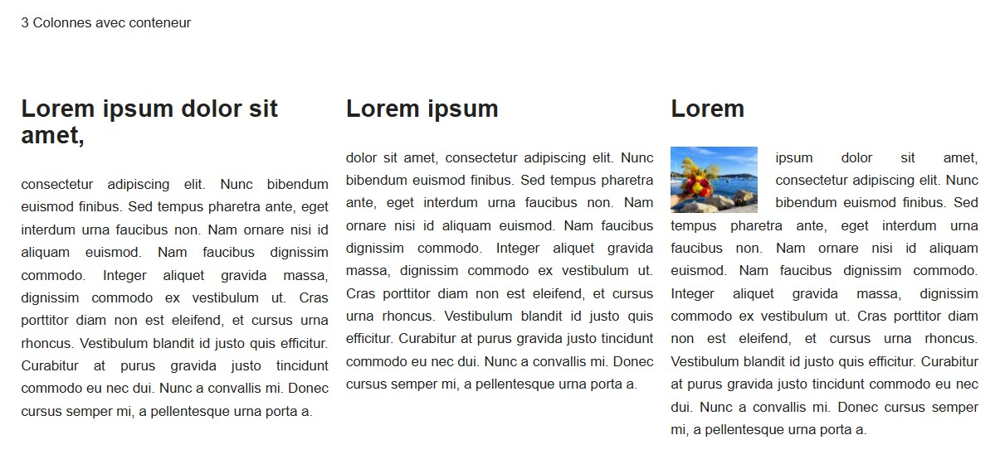 3 Colonnes avec conteneur
Lorem ipsum dolor sit
amet,
consectetur adipiscing elit. Nunc bibendum
euismod finibus. Sed tempus pharetra ante, eget
interdum urna faucibus non. Nam ornare nisi id
aliquam euismod. Nam faucibus dignissim
commodo. Integer aliquet gravida massa,
dignissim commodo ex vestibulum ut. Cras
porttitor diam non est eleifend, et cursus urna
rhoncus. Vestibulum blandit id justo quis efficitur.
Curabitur at purus gravida justo tincidunt
commodo eu nec dui. Nunc a convallis mi. Donec
cursus semper mi, a pellentesque urna porta a.
Lorem ipsum
dolor sit amet, consectetur adipiscing elit. Nunc
bibendum euismod finibus. Sed tempus pharetra
ante, eget interdum urna faucibus non. Nam
ornare nisi id aliquam euismod. Nam faucibus
dignissim commodo. Integer aliquet gravida
massa, dignissim commodo ex vestibulum ut.
Cras porttitor diam non est eleifend, et cursus
urna rhoncus. Vestibulum blandit id justo quis
efficitur. Curabitur at purus gravida justo tincidunt
commodo eu nec dui. Nunc a convallis mi. Donec
cursus semper mi, a pellentesque urna porta a.
Lorem
ipsum dolor sit amet,
consectetur adipiscing elit. Nunc
bibendum euismod finibus. Sed
tempus pharetra ante, eget interdum urna
faucibus non. Nam ornare nisi id aliquam
euismod. Nam faucibus dignissim commodo.
Integer aliquet gravida massa, dignissim
commodo ex vestibulum ut. Cras porttitor diam
non est eleifend, et cursus urna rhoncus.
Vestibulum blandit id justo quis efficitur. Curabitur
at purus gravida justo tincidunt commodo eu nec
dui. Nunc a convallis mi. Donec cursus semper
mi, a pellentesque urna porta a.